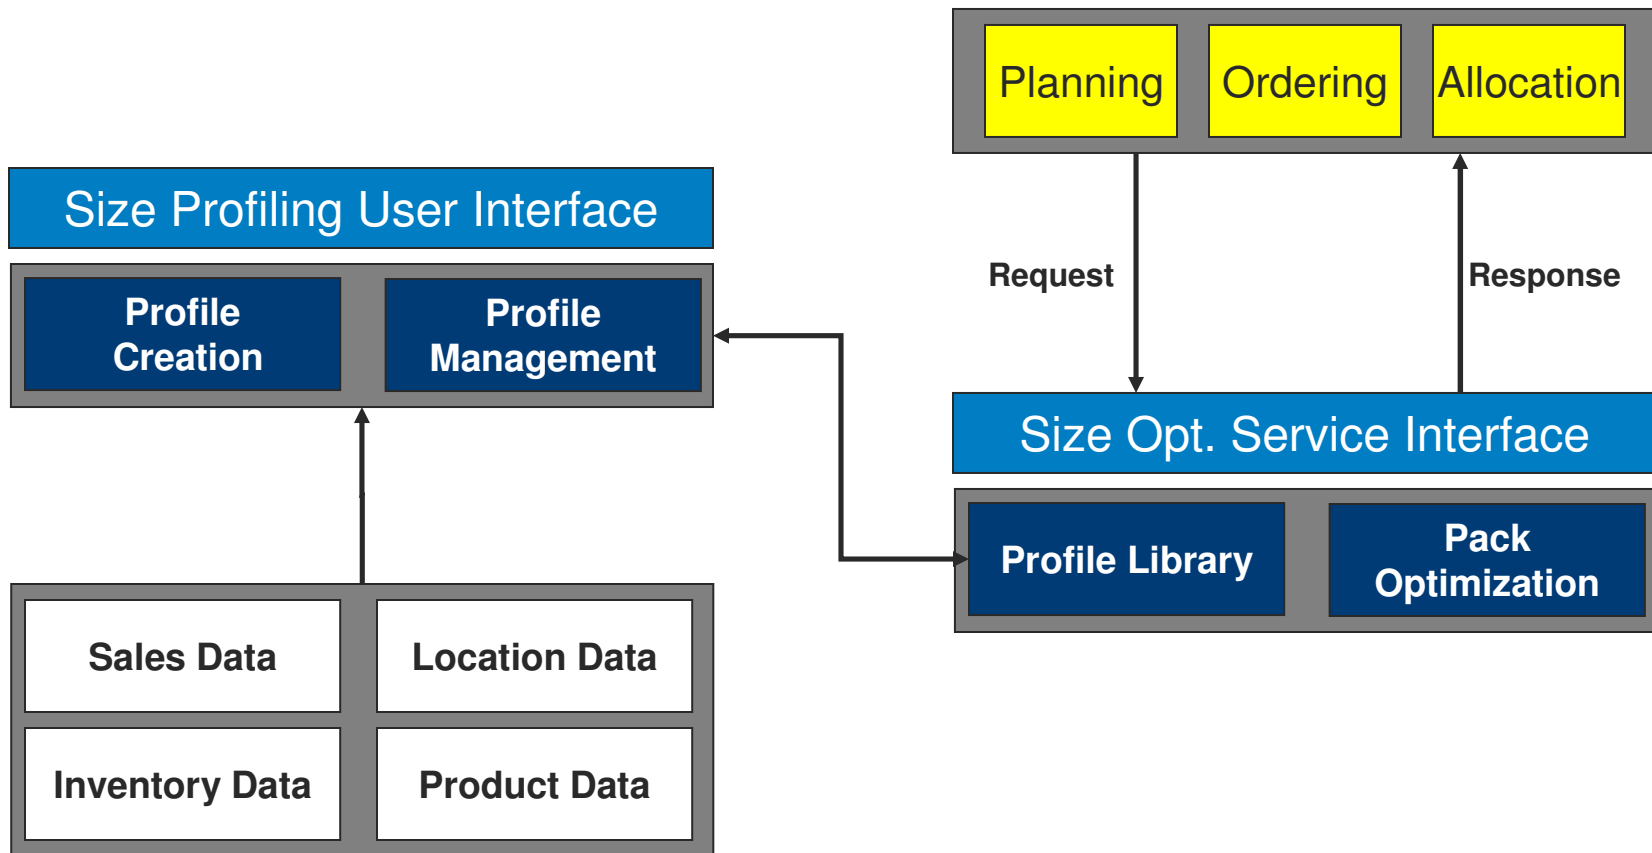 Planning
Ordering
Allocation
Size Profiling User Interface
Profile
Creation
Profile
Management
Request
Response
Size Opt. Service Interface
Profile Library
Pack
Optimization
Sales Data
Location Data
Inventory Data
Product Data